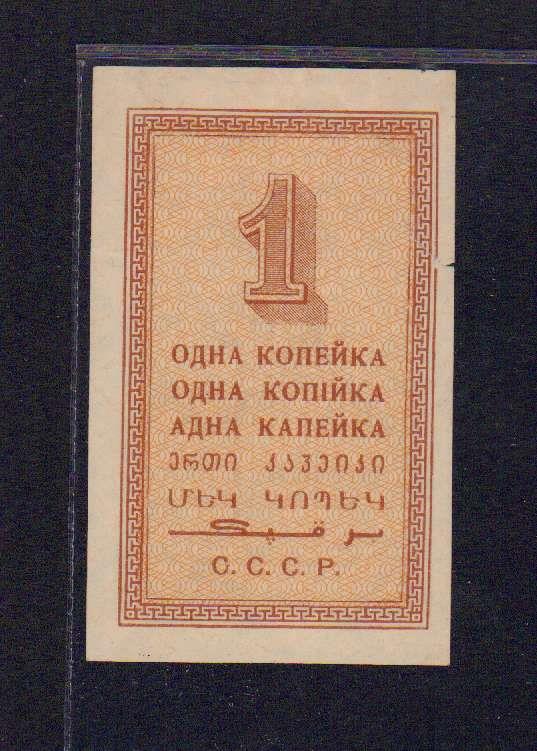 1
ОДНА КОПЕЙКА
ОДНА КОПІЙКА
АДНА КАПЕЙКА
ერთი კაპეიკი
ՄԵԿ ԿՈՊԵԿ
С. С. С. Р.